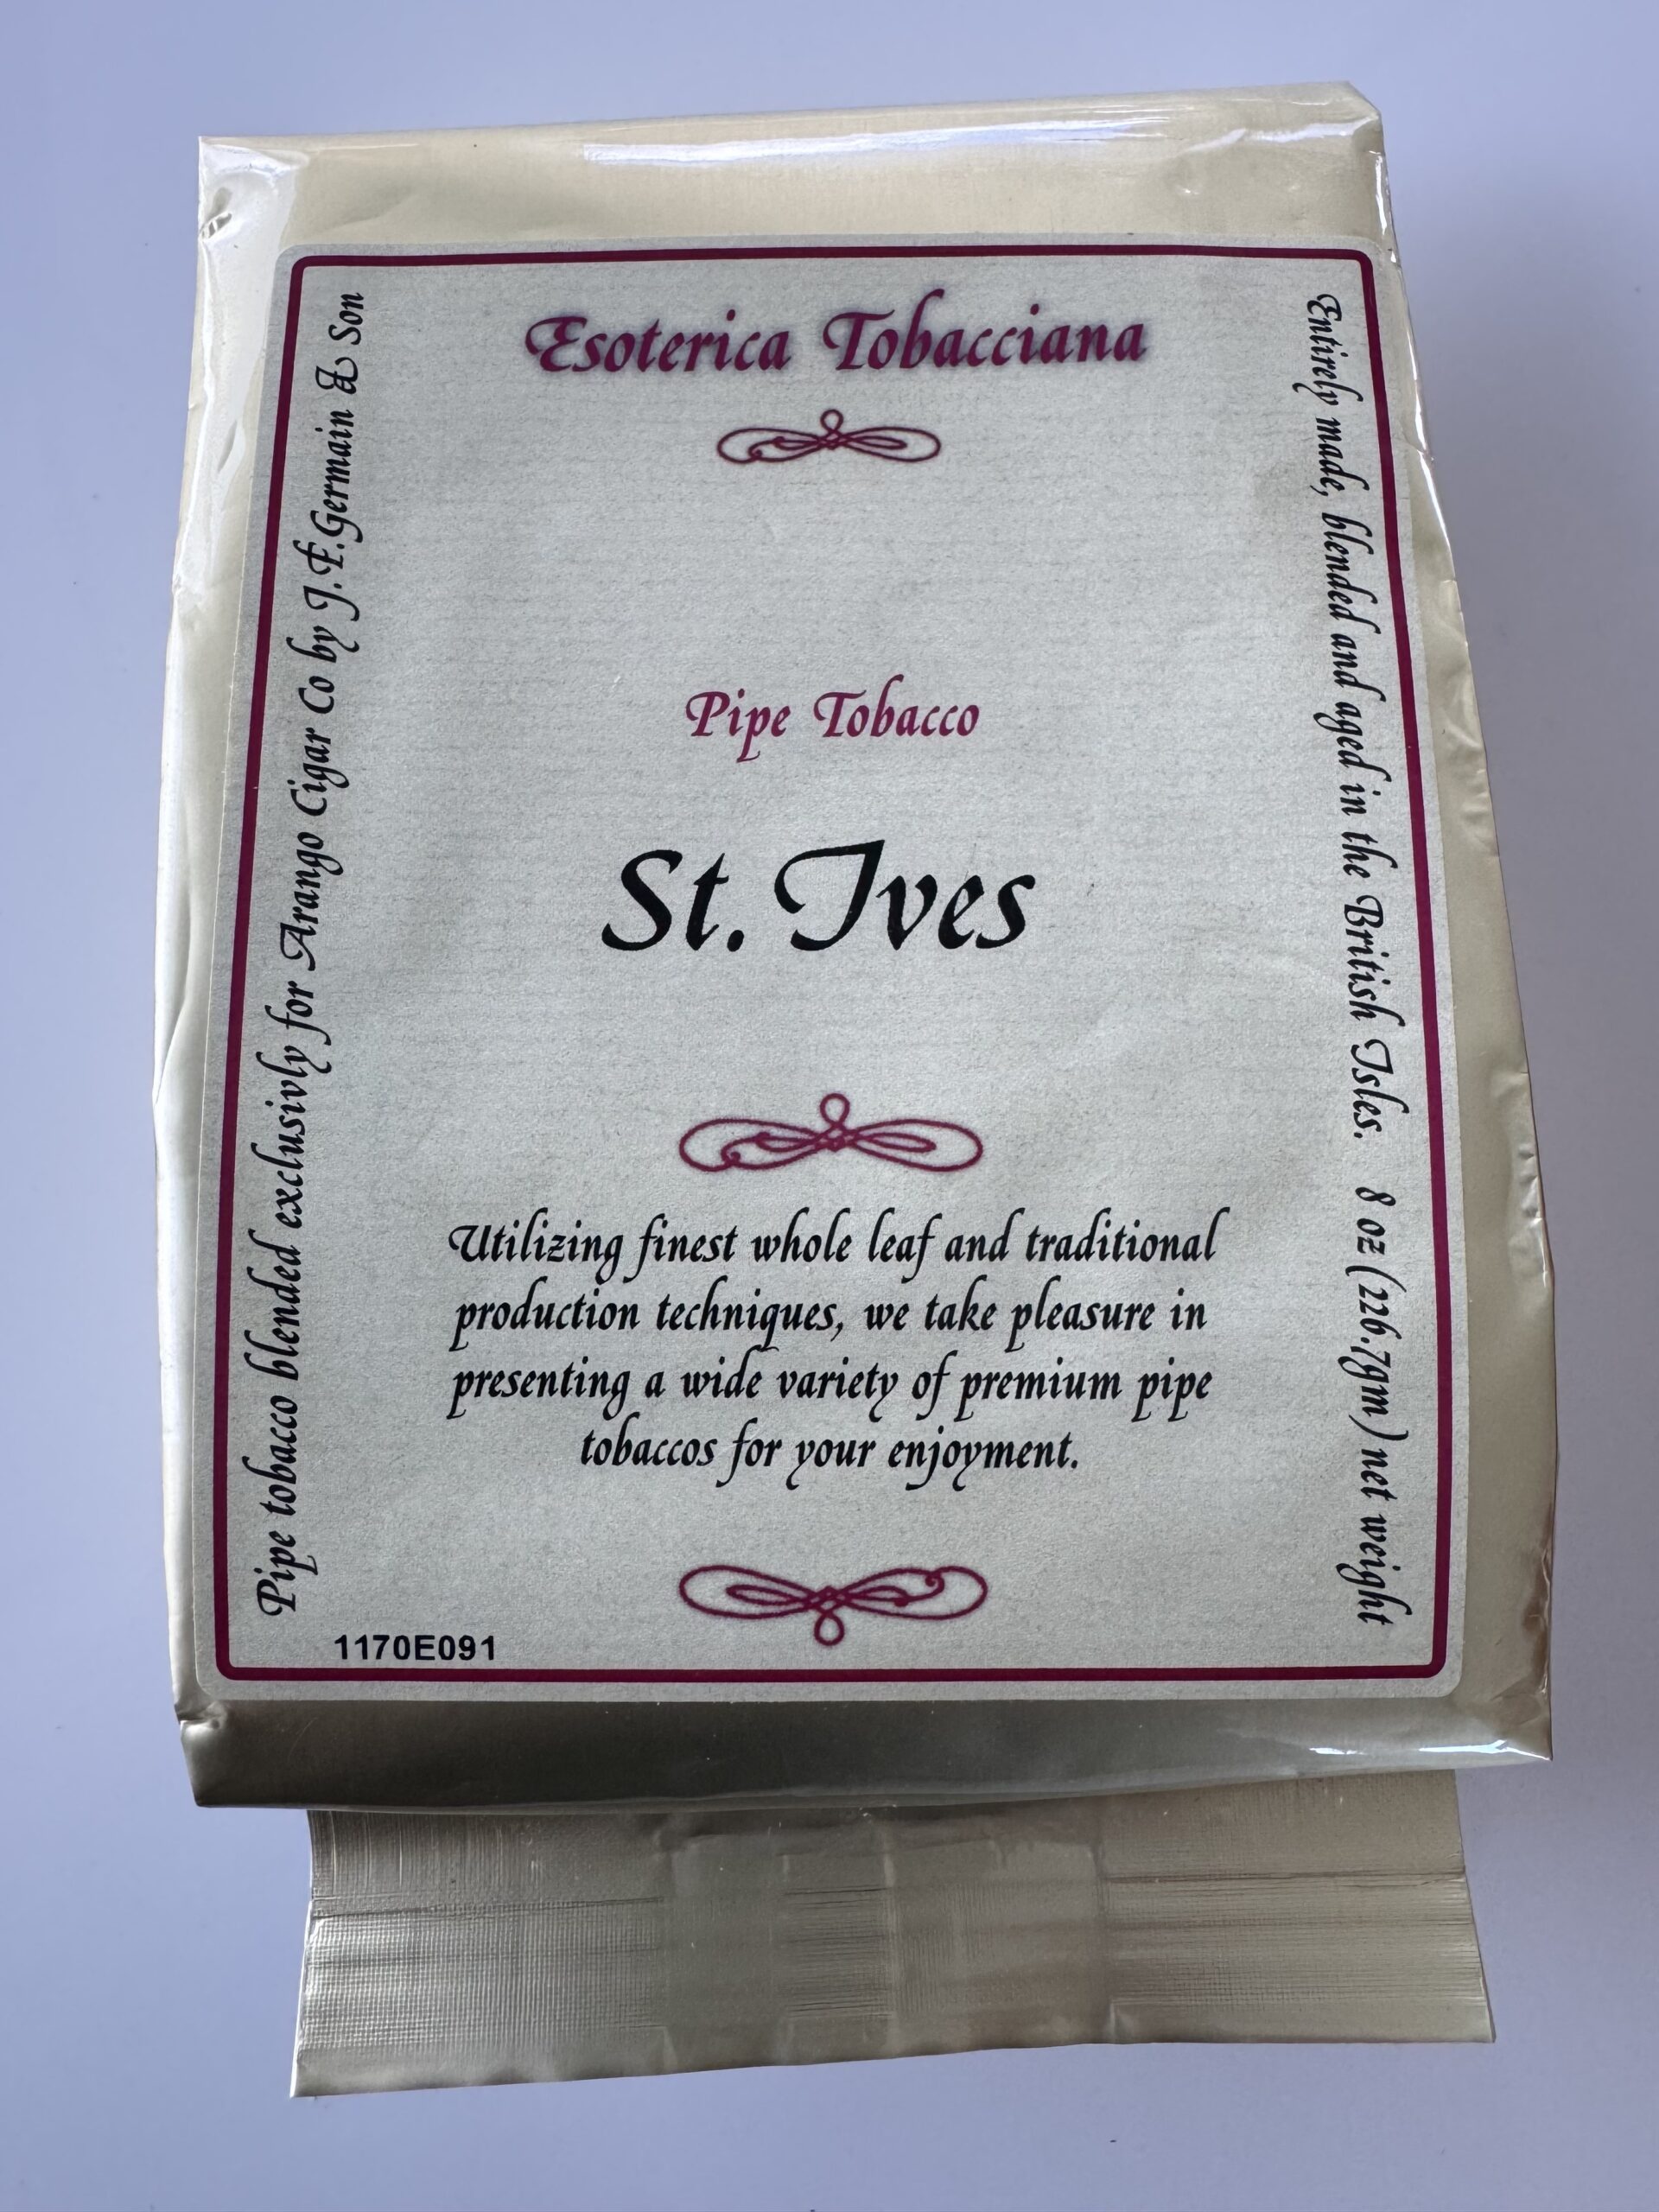 Esoterica Tobacciana
Pipe Tobacco
St. Ives
Utilizing finest whole leaf and traditional
production techniques, we take pleasure in
presenting a wide variety of premium pipe
tobaccos for your enjoyment.
Pipe tobacco blended exclusivly for Arango Cigar Co by J.F.Germain & Son
Entirely made, blended and aged in the British Isles. 8 oz (226.7gm) net weight
1170E091